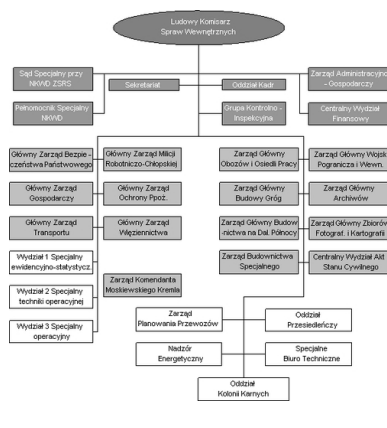 Ludowy Komisarz
Spraw Wewnętrznych
Sąd Specjalny przy
NKWD ZSRS
Sekretariat
Oddział Kadr
Zarząd Administracyjno
- Gospodarczy
Pełnomocnik Specjalny
NKWD
Grupa Kontrolno -
Inspekcyjna
Centralny Wydział
Finansowy
Główny Zarząd Bezpie -
czeństwa Państwowego
Główny Zarząd Milicji
Robotniczo-Chłopskiej
Zarząd Główny
Obozów i Osiedli Pracy
Zarząd Główny Wojsk
Pogranicza i Wewn.
Główny Zarząd
Gospodarczy
Główny Zarząd
Ochrony Ppoż.
Zarząd Główny
Budowy Gróg
Zarząd Główny
Archiwów
Główny Zarząd
Transportu
Główny Zarząd
Więziennictwa
Zarząd Główny Budow
-nictwa na Dal. Północy
Zarząd Główny Zbiorów
Fotograf. i Kartografii
Wydział 1 Specjalny
ewidencyjno-statystycz.
Zarząd Budownictwa
Specjalnego
Centralny Wydział Akt
Stanu Cywilnego
Wydział 2 Specjalny
techniki operacyjnej
Zarząd Komendanta
Moskiewskiego Kremla
Wydział 3 Specjalny
operacyjny
Zarząd
Planowania Przewozów
Oddział
Przesiedleńczy
Nadzór
Energetyczny
Specjalne
Biuro Techniczne
Oddział
Kolonii Karnych